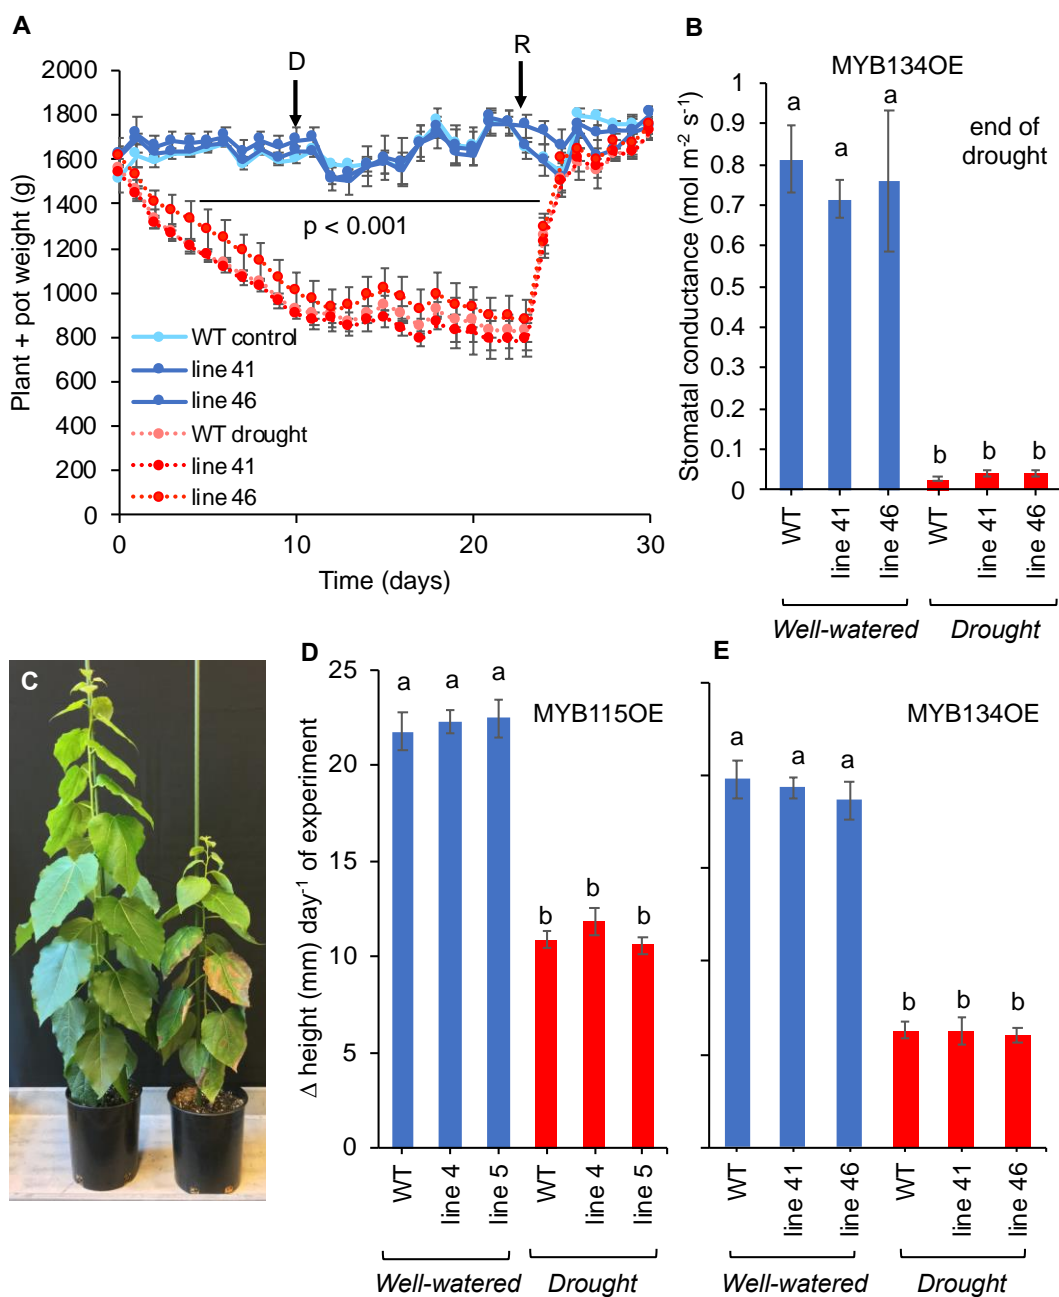 A
D
R
2000
1800
1600
1400
1200
1000
800
600
400
200
0
p < 0.001
WT control
line 41
line 46
WT drought
line 41
line 46
0
10
20
30
Plant + pot weight (g)
Time (days)
B
MYB134OE
end of
drought
1
0.9
0.8
0.7
0.6
0.5
0.4
0.3
0.2
0.1
0
a
a
a
b
b
b
Stomatal conductance (mol m⁻² s⁻¹)
WT
line 41
line 46
WT
line 41
line 46
Well-watered
Drought
C
D
MYB115OE
25
20
15
10
5
0
a
a
a
b
b
b
Δ height (mm) day⁻¹ of experiment
WT
line 4
line 5
WT
line 4
line 5
Well-watered
Drought
E
MYB134OE
a
a
a
b
b
b
WT
line 41
line 46
WT
line 41
line 46
Well-watered
Drought